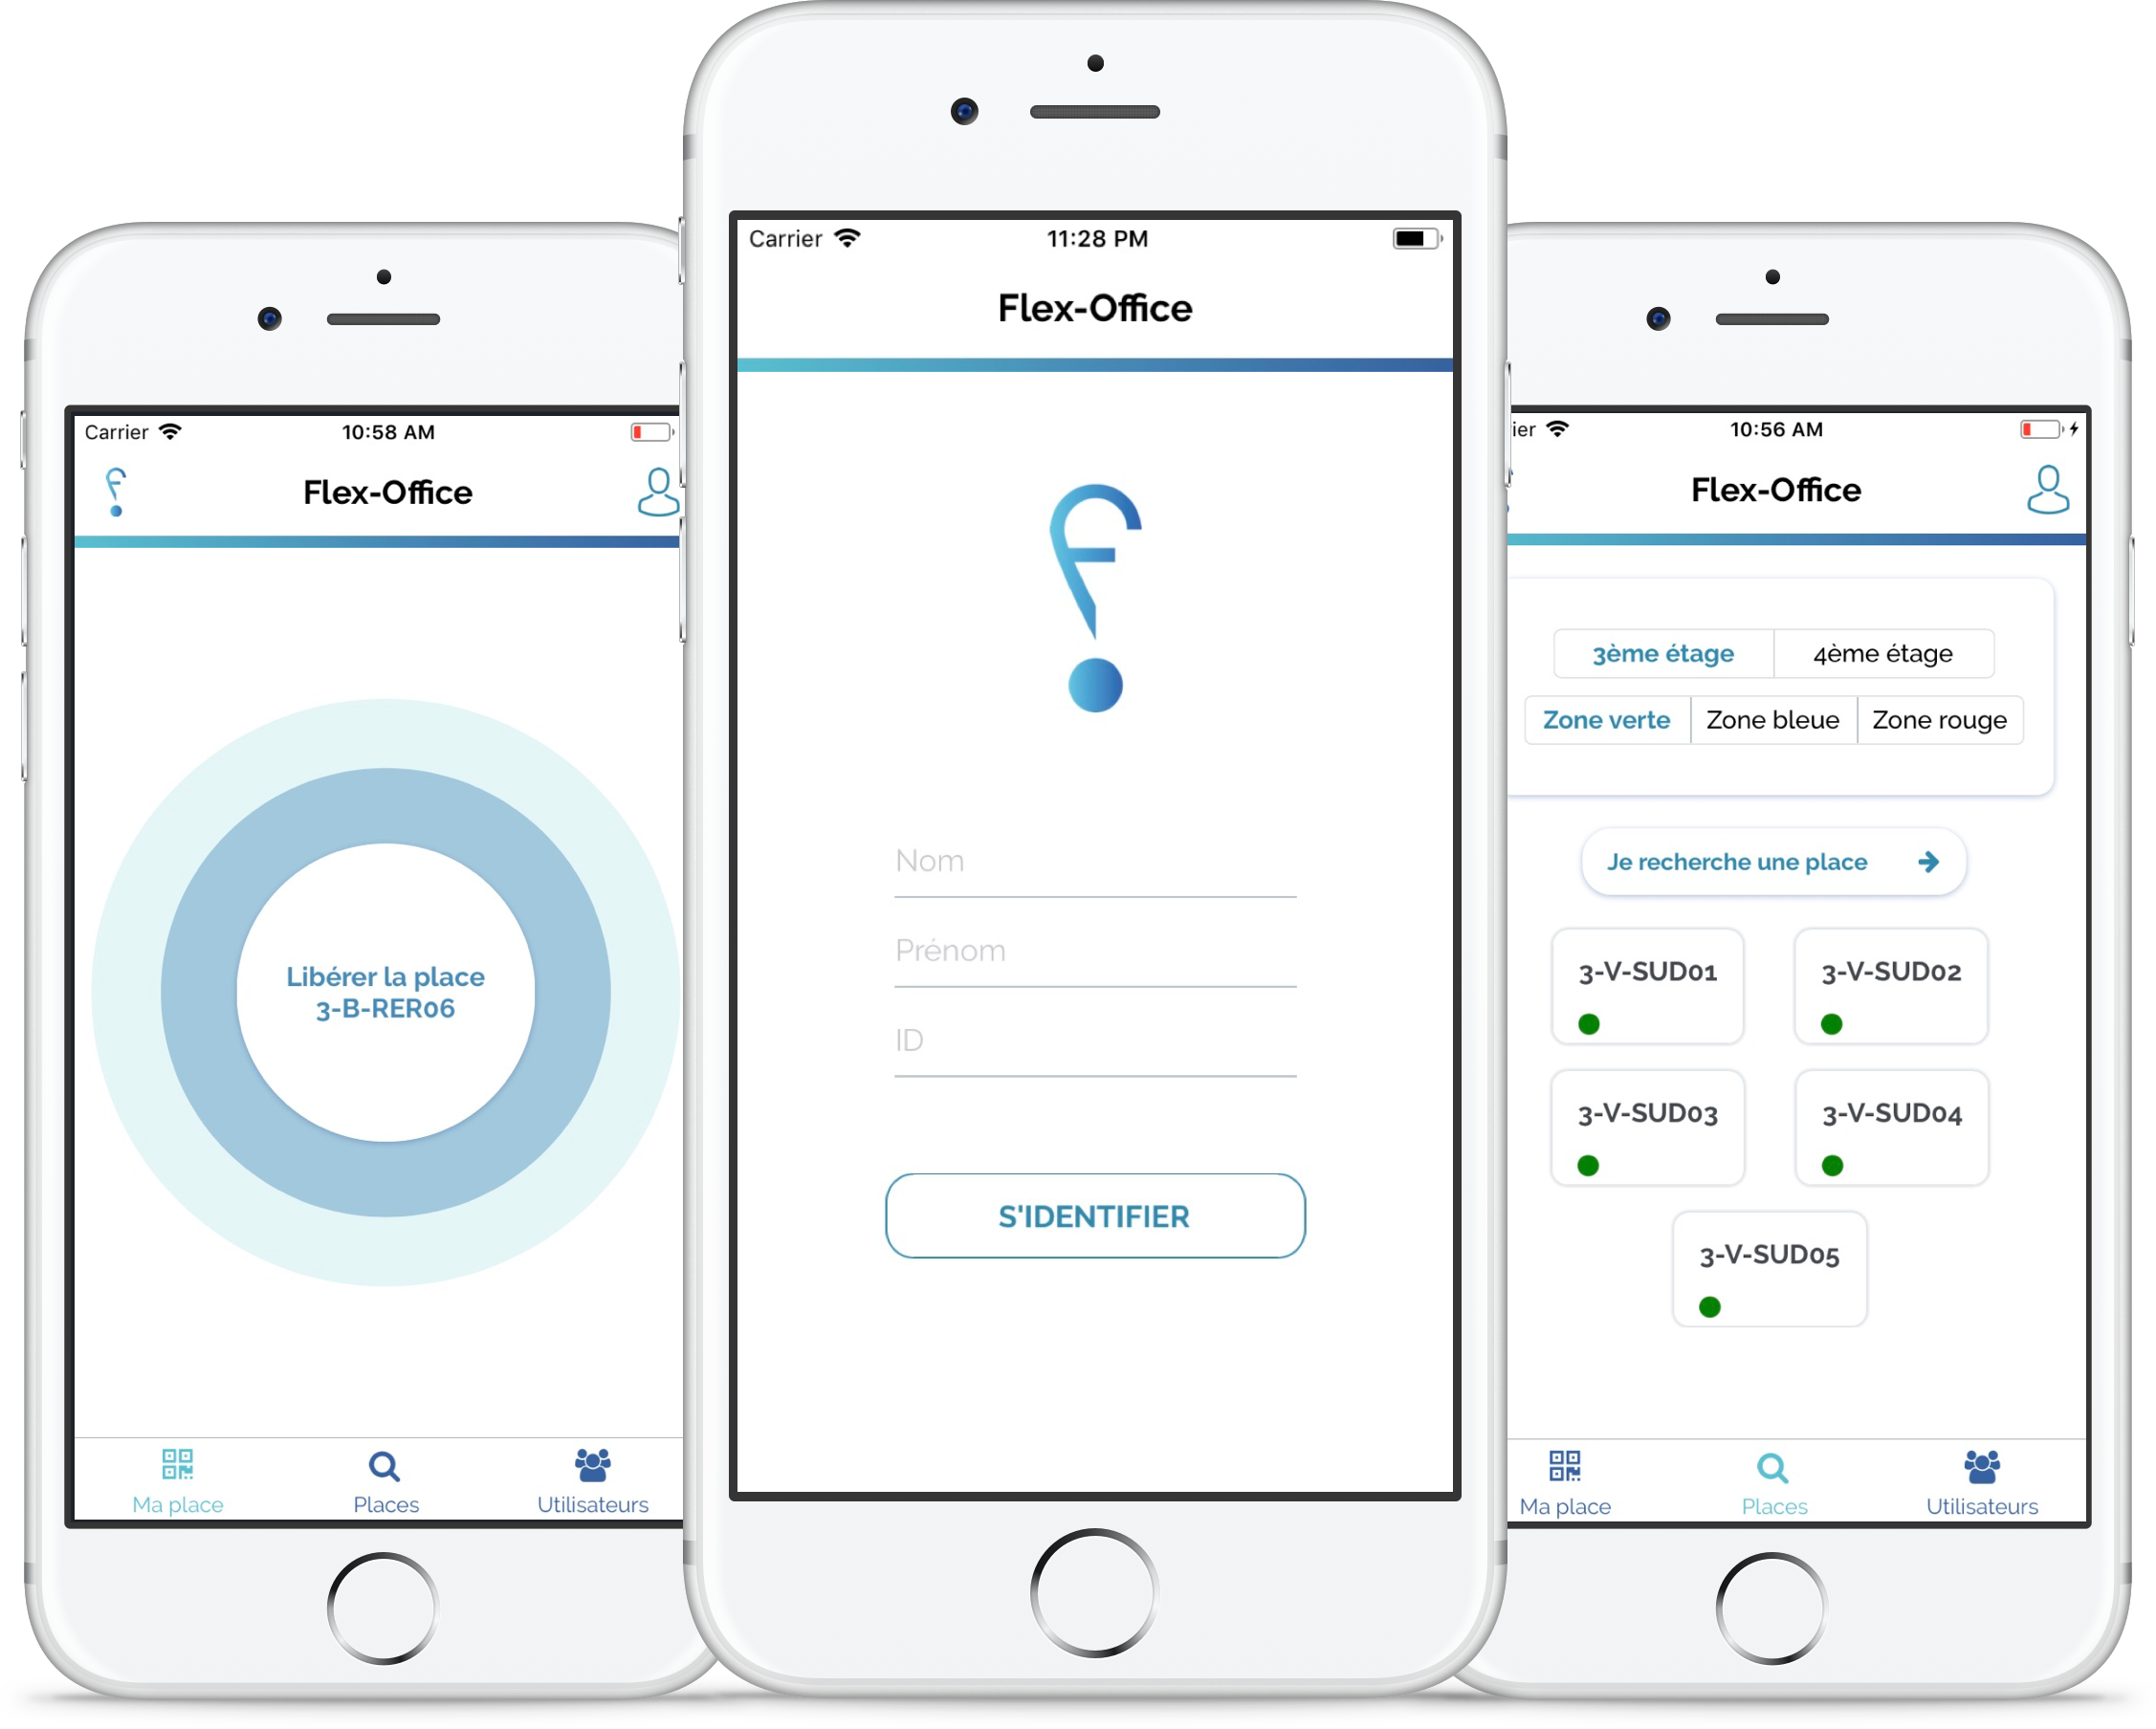 Carrier
10:58 AM
Flex-Office
Libérer la place
3-B-RER06
Ma place
Places
Utilisateurs
Carrier
11:28 PM
Flex-Office
Nom
Prénom
ID
S'IDENTIFIER
ier
10:56 AM
Flex-Office
3ème étage
4ème étage
Zone verte
Zone bleue
Zone rouge
Je recherche une place
3-V-SUD01
3-V-SUD02
3-V-SUD03
3-V-SUD04
3-V-SUD05
Ma place
Places
Utilisateurs